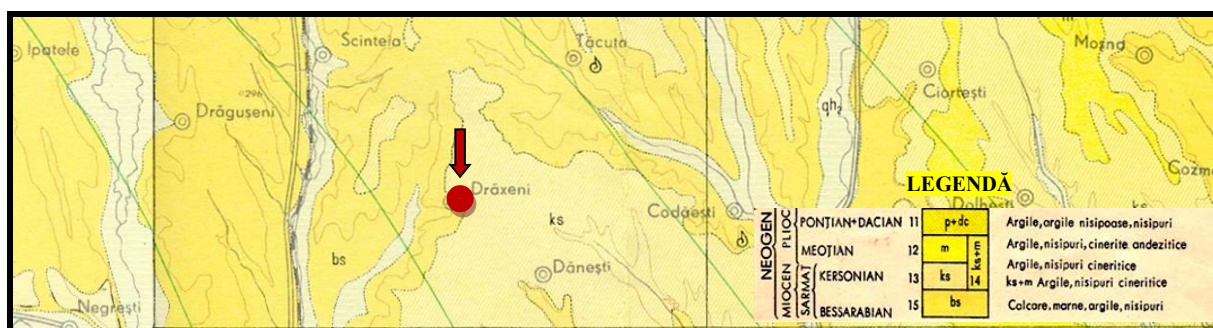 Ipatele
Scinteia
Tăcuta
m
Moșna
Drăgușeni
296
qh₂
Ciortești
Drăxeni
LEGENDĂ
Dolhești
Codăești
ks
bs
Dănești
Negrești
NEOGEN
MIOCEN PLIOC
SARMAT
PONȚIAN+DACIAN 11 p+dc Argile, argile nisipoase, nisipuri
MEOȚIAN 12 m Argile, nisipuri, cinerite andezitice
KERSONIAN 13 ks 14 ks+m Argile, nisipuri cineritice
ks+m Argile, nisipuri cineritice
BESSARABIAN 15 bs Calcare, marne, argile, nisipuri